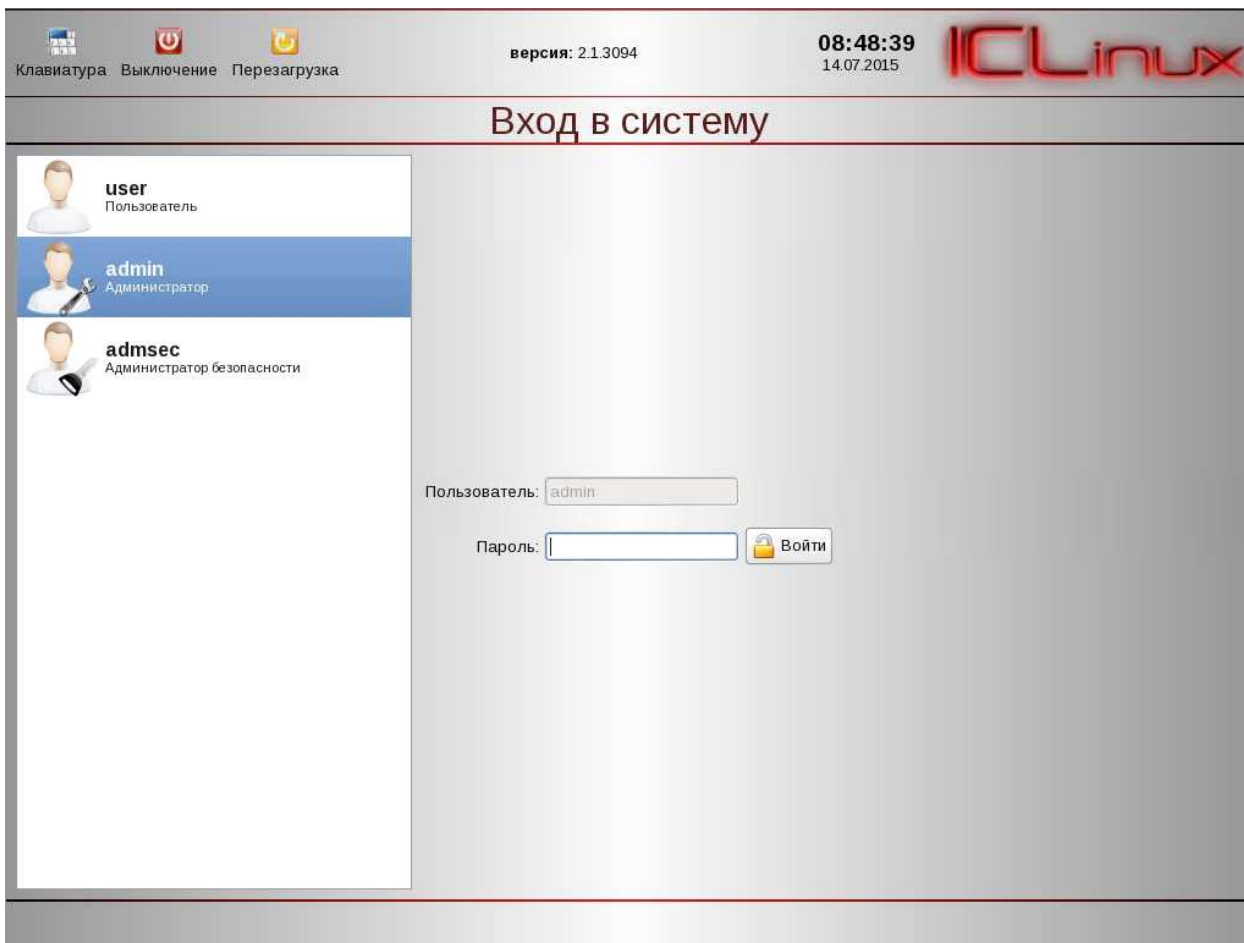 Клавиатура Выключение Перезагрузка
версия: 2.1.3094
08:48:39
14.07.2015
ICLinux
Вход в систему
user
Пользователь
admin
Администратор
admsec
Администратор безопасности
Пользователь: admin
Пароль:
Войти